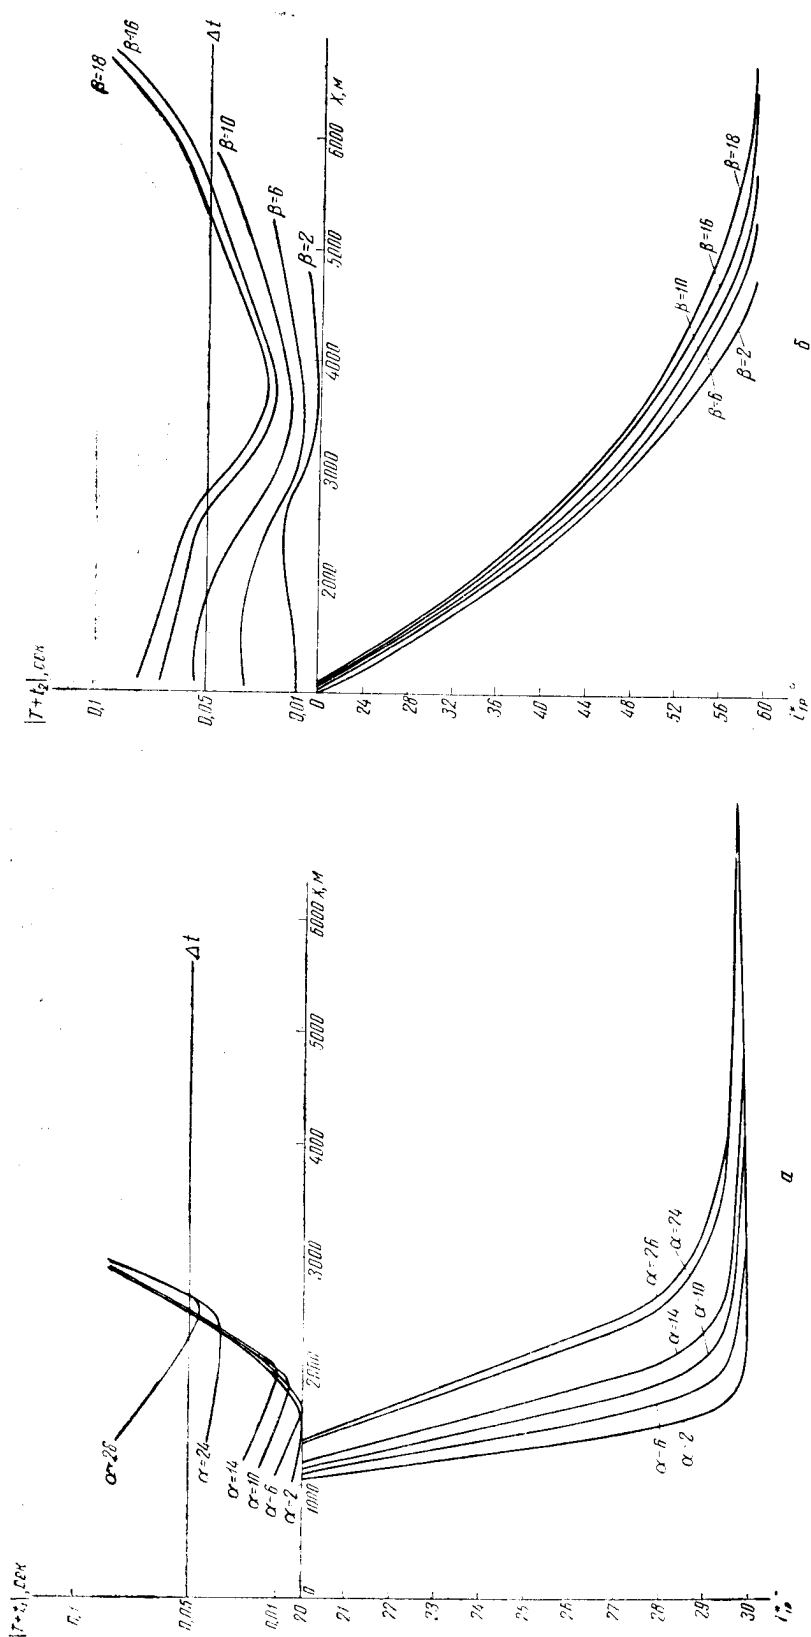 |T+t₂|, сек
0,1
0,05
0,01
0
24
28
32
36
40
44
48
52
56
60
i*₁ₚ°
2000
3000
4000
5000
6000
X, м
Δt
β=18
β=16
β=10
β=6
β=2
β=18
β=16
β=10
β=6
β=2
б
|T+t₁|, сек
0,1
0,05
0,01
20
21
22
23
24
25
26
27
28
29
30
i*₁ₚ°
0
1000
2000
3000
4000
5000
6000 X, м
Δt
α=26
α=24
α=14
α=10
α=6
α=2
α=26
α=24
α=14
α=10
α=6
α=2
а